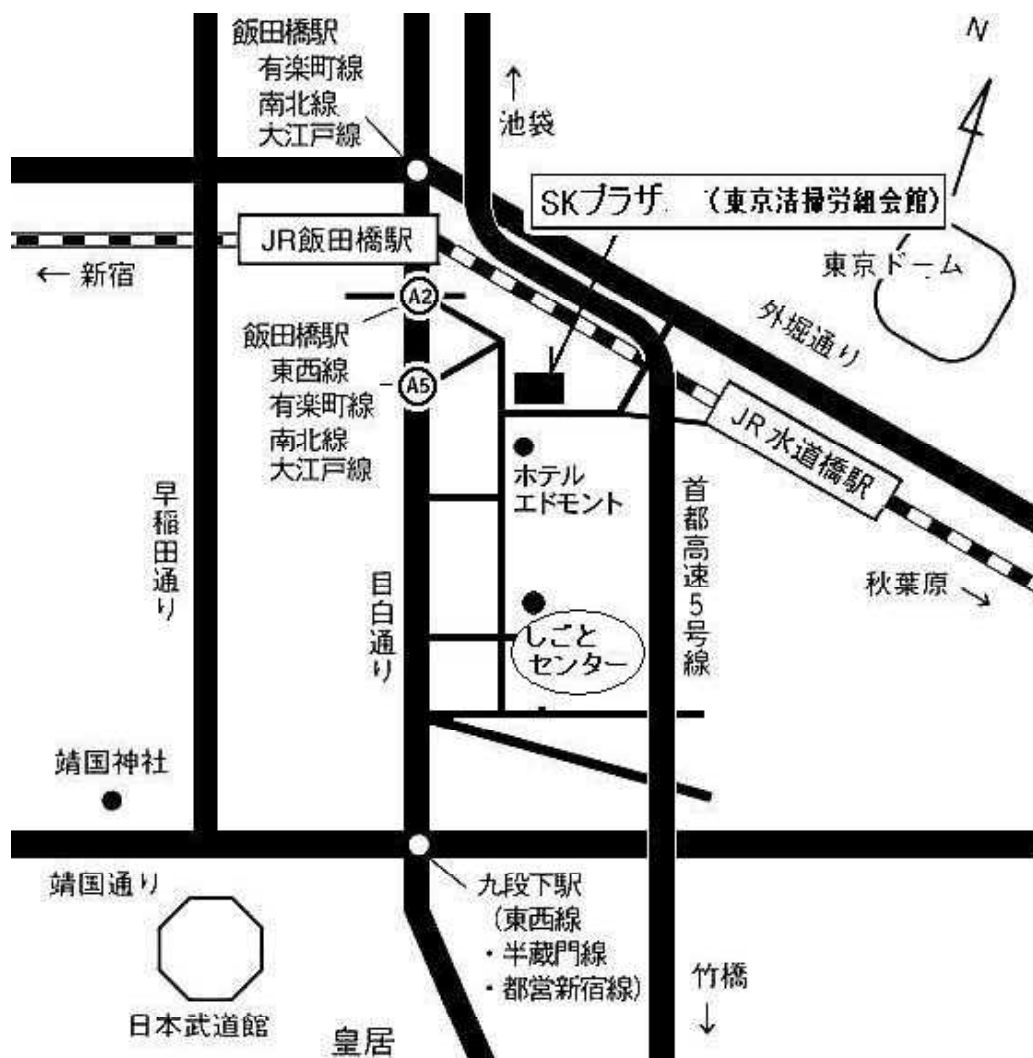 飯田橋駅
有楽町線
南北線
大江戸線
↑
池袋
N
SKプラザ （東京清掃労組会館）
JR飯田橋駅
← 新宿
東京ドーム
外堀通り
A2
飯田橋駅
東西線
有楽町線
南北線
大江戸線
A5
JR水道橋駅
ホテル
エドモント
早稲田通り
目白通り
首都高速5号線
秋葉原
→
しごと
センター
靖国神社
靖国通り
九段下駅
（東西線
・半蔵門線
・都営新宿線）
竹橋
↓
日本武道館
皇居